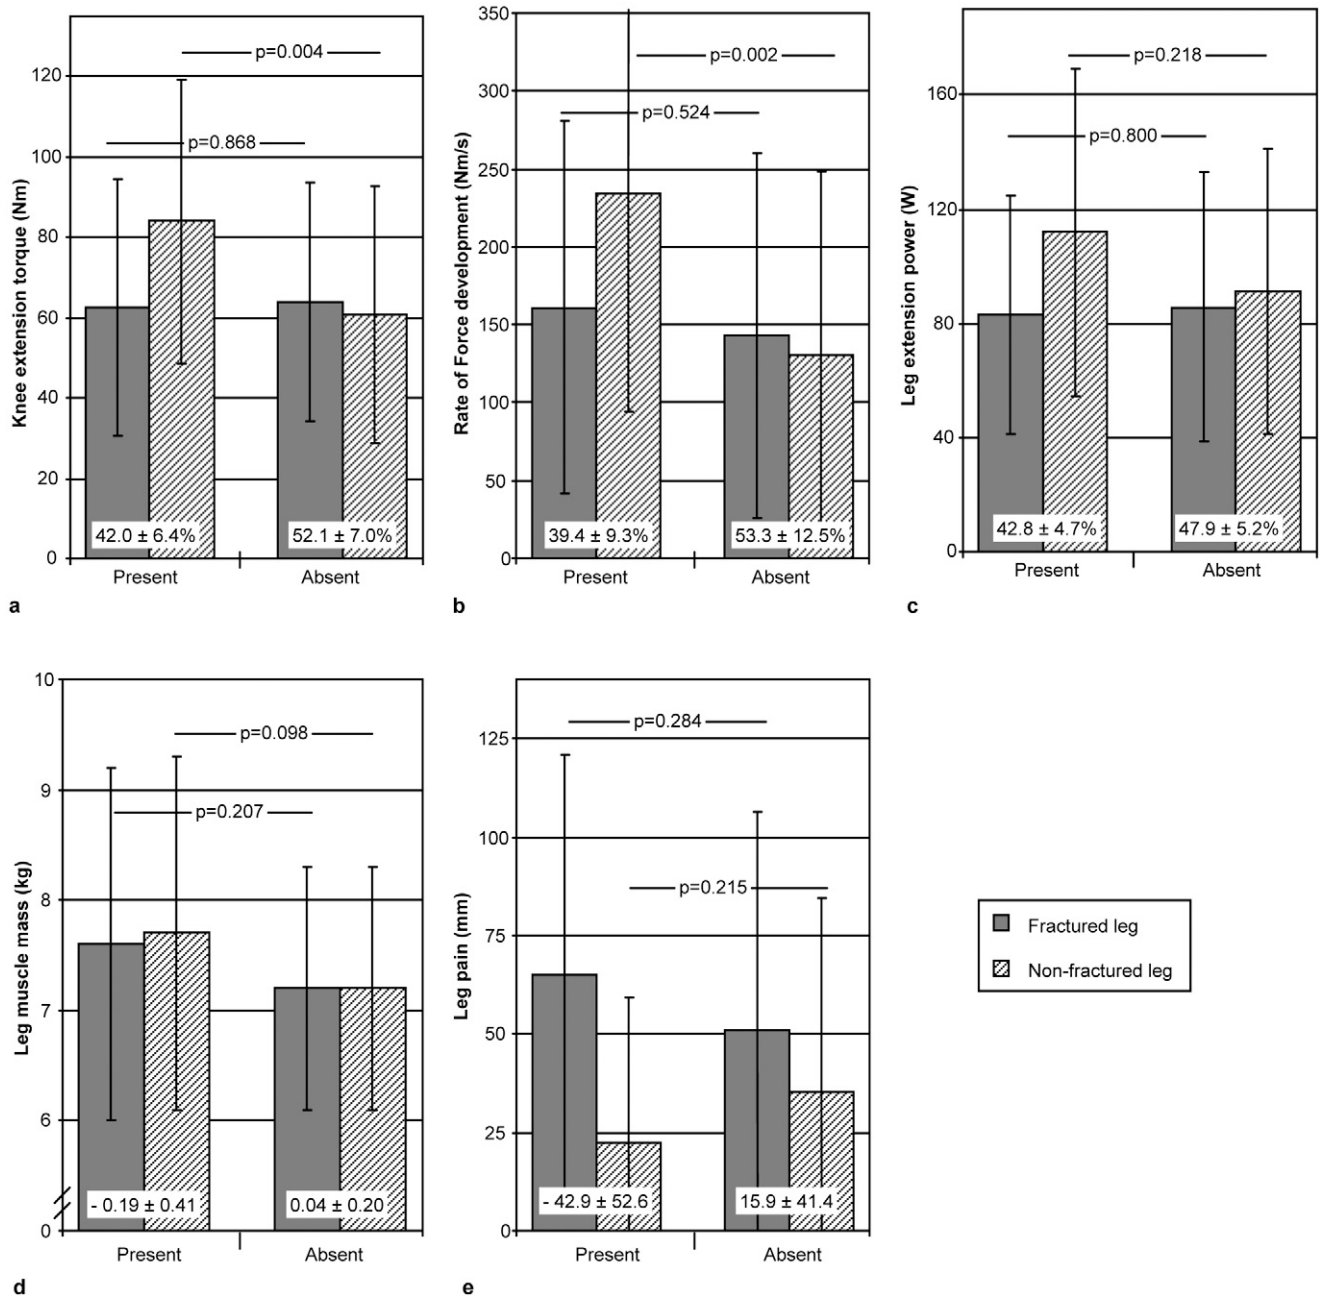 Knee extension torque (Nm)
120
100
80
60
40
20
0
p=0.004
p=0.868
42.0 ± 6.4%
52.1 ± 7.0%
Present
Absent
a
Rate of Force development (Nm/s)
350
300
250
200
150
100
50
0
p=0.002
p=0.524
39.4 ± 9.3%
53.3 ± 12.5%
Present
Absent
b
Leg extension power (W)
160
120
80
40
0
p=0.218
p=0.800
42.8 ± 4.7%
47.9 ± 5.2%
Present
Absent
c
Leg muscle mass (kg)
10
9
8
7
6
0
p=0.098
p=0.207
- 0.19 ± 0.41
0.04 ± 0.20
Present
Absent
d
Leg pain (mm)
125
100
75
50
25
0
p=0.284
p=0.215
- 42.9 ± 52.6
15.9 ± 41.4
Present
Absent
e
Fractured leg
Non-fractured leg